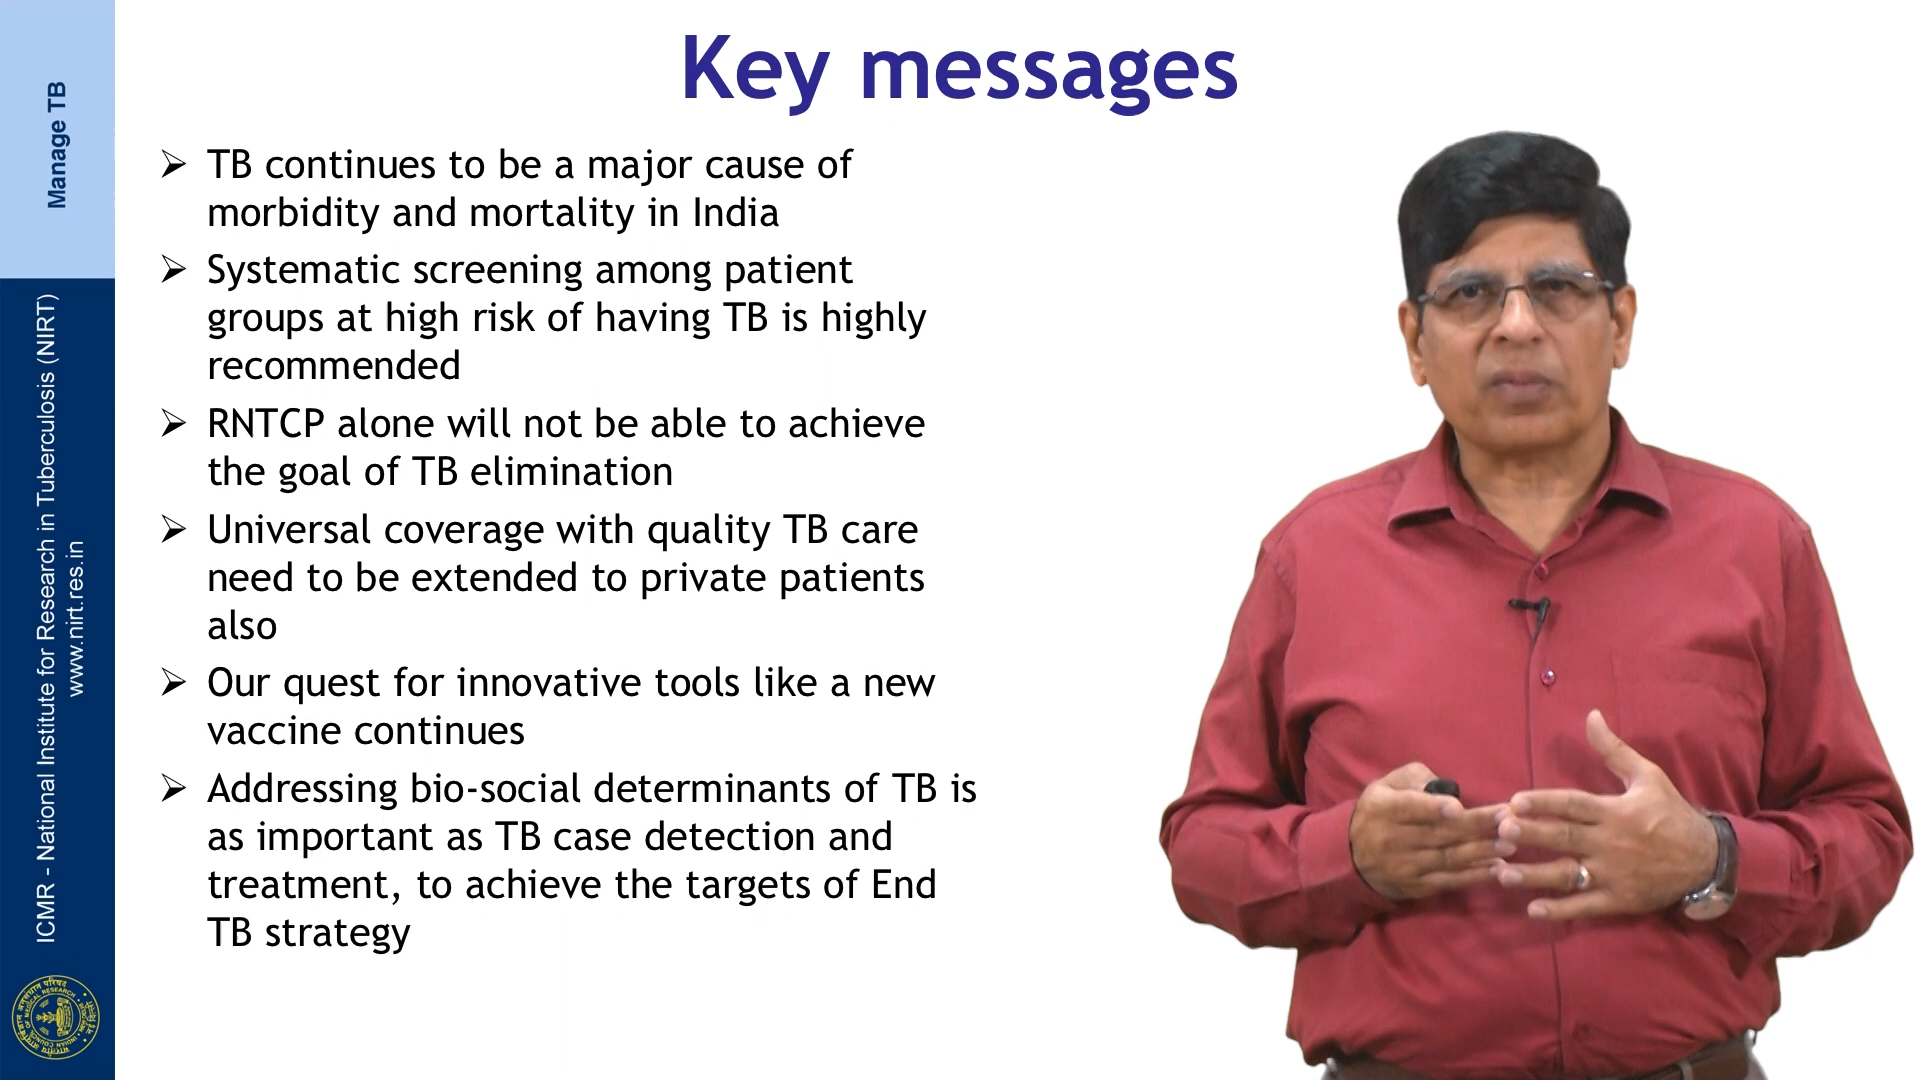 Key messages
Manage TB
ICMR - National Institute for Research in Tuberculosis (NIRT)
www.nirt.res.in
➢ TB continues to be a major cause of
morbidity and mortality in India
➢ Systematic screening among patient
groups at high risk of having TB is highly
recommended
➢ RNTCP alone will not be able to achieve
the goal of TB elimination
➢ Universal coverage with quality TB care
need to be extended to private patients
also
➢ Our quest for innovative tools like a new
vaccine continues
➢ Addressing bio-social determinants of TB is
as important as TB case detection and
treatment, to achieve the targets of End
TB strategy
INDIAN COUNCIL OF MEDICAL RESEARCH